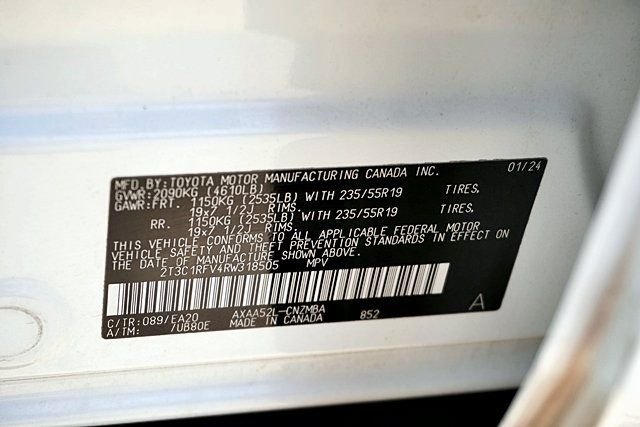 MFD.BY:TOYOTA MOTOR MANUFACTURING CANADA INC. 01/24
GVWR:2090KG (4610LB)
GAWR:FRT. 1150KG (2535LB) WITH 235/55R19 TIRES,
19x7 1/2J RIMS.
RR. 1150KG (2535LB) WITH 235/55R19 TIRES,
19x7 1/2J RIMS.
THIS VEHICLE CONFORMS TO ALL APPLICABLE FEDERAL MOTOR
VEHICLE SAFETY AND THEFT PREVENTION STANDARDS IN EFFECT ON
THE DATE OF MANUFACTURE SHOWN ABOVE.
2T3C1RFV4RW318505 MPV
C/TR:089/EA20 AXAA52L-CNZMBA 852 A
A/TM: 7UB80E MADE IN CANADA